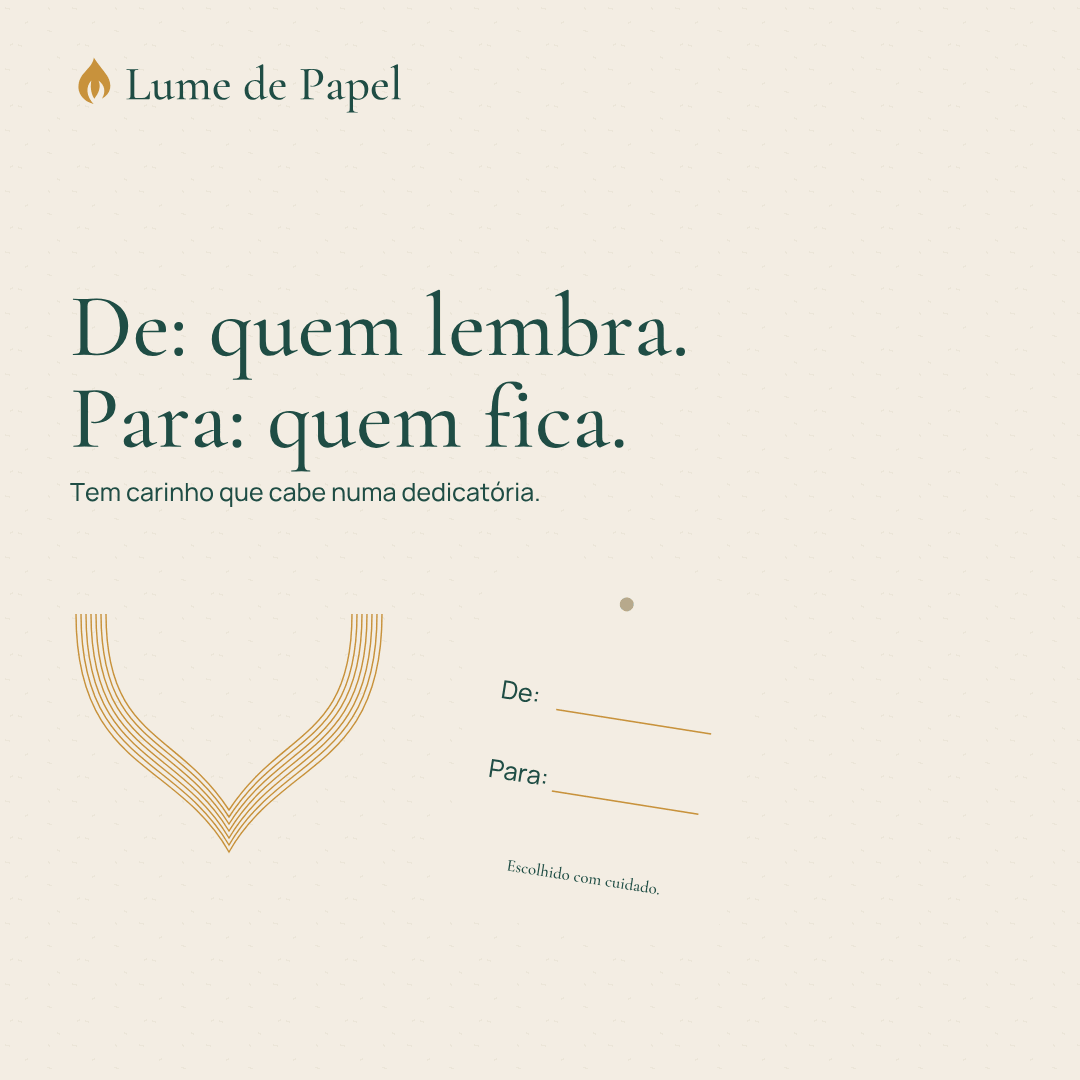 Lume de Papel
De: quem lembra.
Para: quem fica.
Tem carinho que cabe numa dedicatória.
De:
Para:
Escolhido com cuidado.